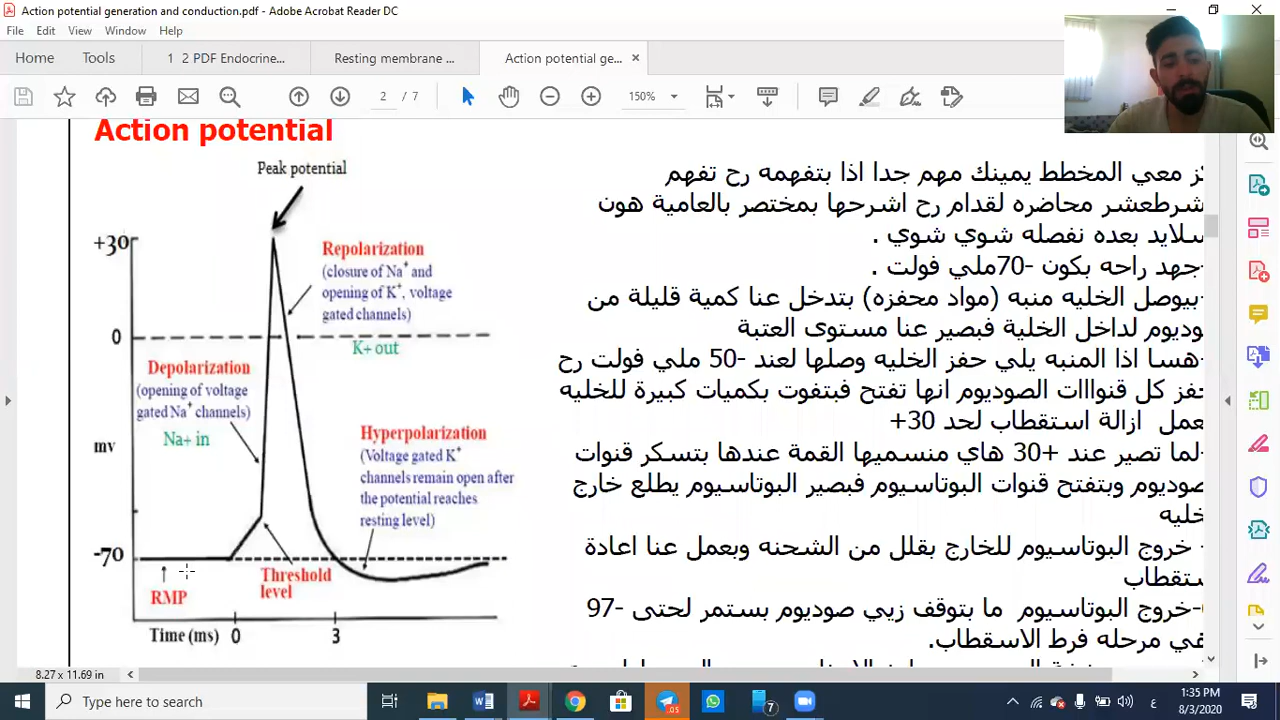 Action potential generation and conduction.pdf - Adobe Acrobat Reader DC
File Edit View Window Help
Home Tools 1 2 PDF Endocrine... Resting membrane ... Action potential ge... ×
2 / 7 150%
Action potential
Peak potential
+30
Repolarization
(closure of Na+ and
opening of K+, voltage
gated channels)
0
K+ out
Depolarization
(opening of voltage
gated Na+ channels)
Na+ in
mv
Hyperpolarization
(Voltage gated K+
channels remain open after
the potential reaches
resting level)
-70
Threshold
level
RMP
Time (ms) 0 3
معي المخطط يمينك مهم جدا اذا بتفهمه رح تفهم
محاضره لقدام رح اشرحها بمختصر بالعامية هون
بعده نفصله شوي شوي .
-جهد راحه بكون -70ملي فولت .
-بيوصل الخليه منبه (مواد محفزه) بتدخل عنا كمية قليلة من
لداخل الخلية فبصير عنا مستوى العتبة
-هسا اذا المنبه يلي حفز الخليه وصلها لعند -50 ملي فولت رح
كل قنوااات الصوديوم انها تفتح فبتفوت بكميات كبيرة للخليه
ازالة استقطاب لحد 30+
تصير عند +30 هاي منسميها القمة عندها بتسكر قنوات
وبتفتح قنوات البوتاسيوم فبصير البوتاسيوم يطلع خارج
- خروج البوتاسيوم للخارج بقلل من الشحنه وبعمل عنا اعادة
-خروج البوتاسيوم ما بتوقف زيي صوديوم بستمر لحتى -97
مرحله فرط الاسقطاب.
8.27 x 11.69 in
Type here to search
05
7
ع
1:35 PM
8/3/2020